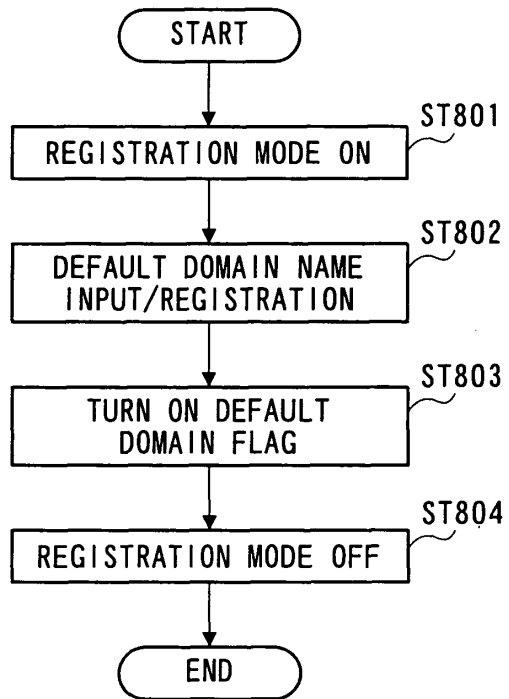 START
ST801
REGISTRATION MODE ON
ST802
DEFAULT DOMAIN NAME
INPUT/REGISTRATION
ST803
TURN ON DEFAULT
DOMAIN FLAG
ST804
REGISTRATION MODE OFF
END